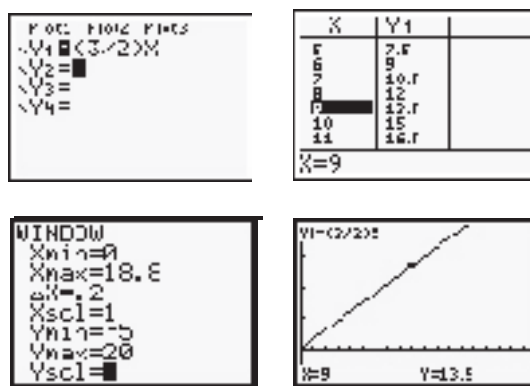 Plot1 Plot2 Plot3
\Y1=(3/2)X
\Y2=
\Y3=
\Y4=
X Y1
5 7.5
6 9
7 10.5
8 12
9 13.5
10 15
11 16.5
X=9
WINDOW
Xmin=0
Xmax=18.8
ΔX=.2
Xscl=1
Ymin=-5
Ymax=20
Yscl=
Y1=(3/2)X
X=9 Y=13.5